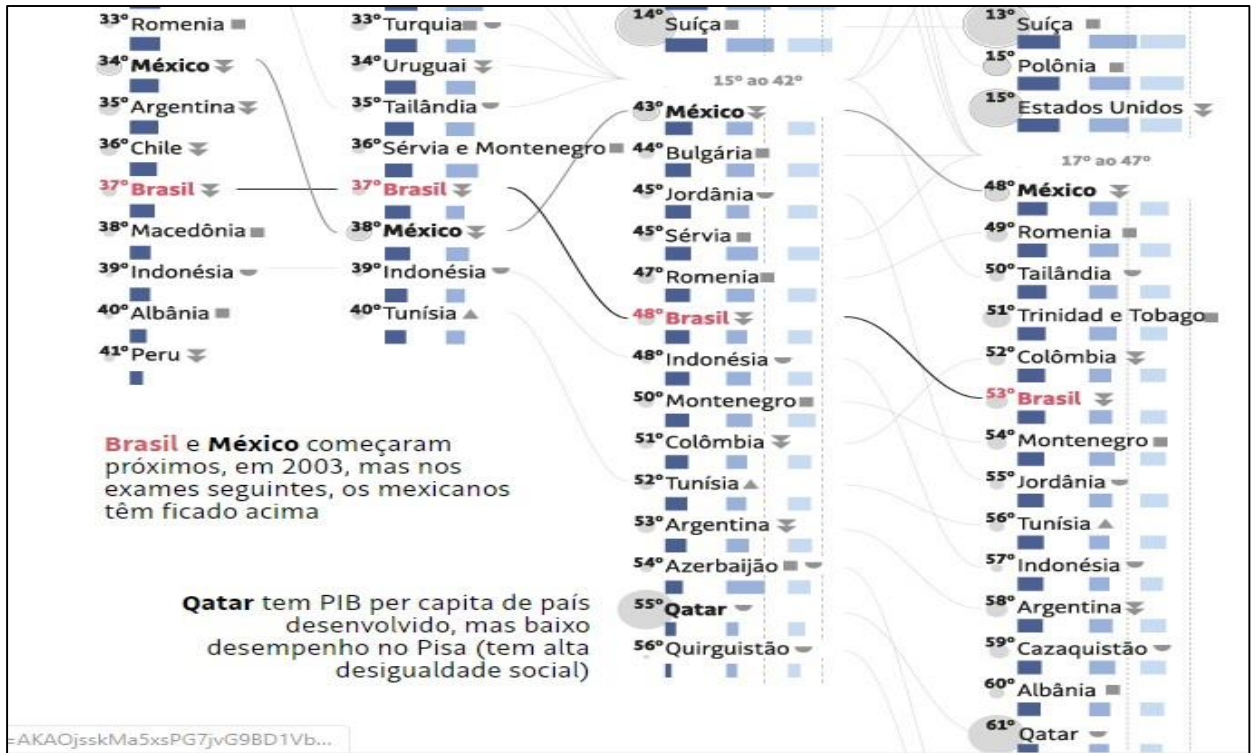 33º Romenia
34º México
35º Argentina
36º Chile
37º Brasil
38º Macedônia
39º Indonésia
40º Albânia
41º Peru
33º Turquia
34º Uruguai
35º Tailândia
36º Sérvia e Montenegro
37º Brasil
38º México
39º Indonésia
40º Tunísia
Brasil e México começaram
próximos, em 2003, mas nos
exames seguintes, os mexicanos
têm ficado acima
Qatar tem PIB per capita de país
desenvolvido, mas baixo
desempenho no Pisa (tem alta
desigualdade social)
14º Suíça
15º ao 42º
43º México
44º Bulgária
45º Jordânia
45º Sérvia
47º Romenia
48º Brasil
48º Indonésia
50º Montenegro
51º Colômbia
52º Tunísia
53º Argentina
54º Azerbaijão
55º Qatar
56º Quirguistão
13º Suíça
15º Polônia
15º Estados Unidos
17º ao 47º
48º México
49º Romenia
50º Tailândia
51º Trinidad e Tobago
52º Colômbia
53º Brasil
54º Montenegro
55º Jordânia
56º Tunísia
57º Indonésia
58º Argentina
59º Cazaquistão
60º Albânia
61º Qatar
=AKAOjsskMa5xsPG7jvG9BD1Vb...